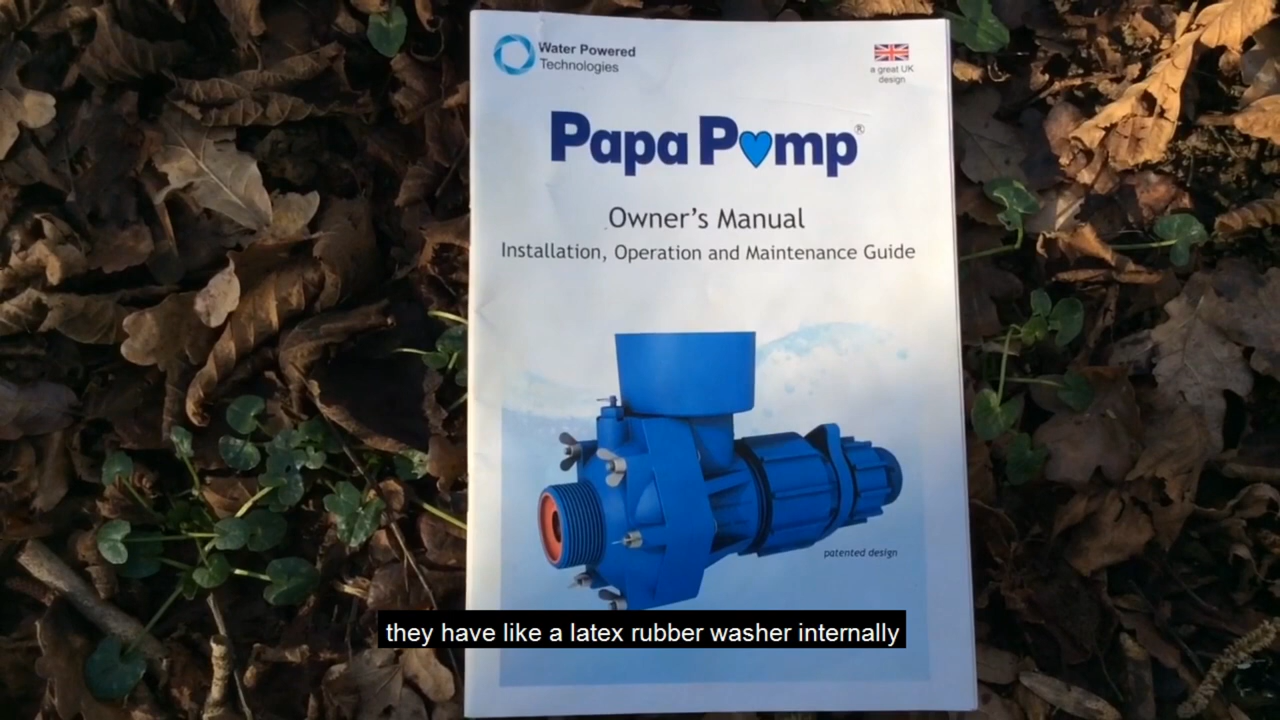 Water Powered
Technologies
a great UK
design
Papa Pump®
Owner's Manual
Installation, Operation and Maintenance Guide
patented design
they have like a latex rubber washer internally